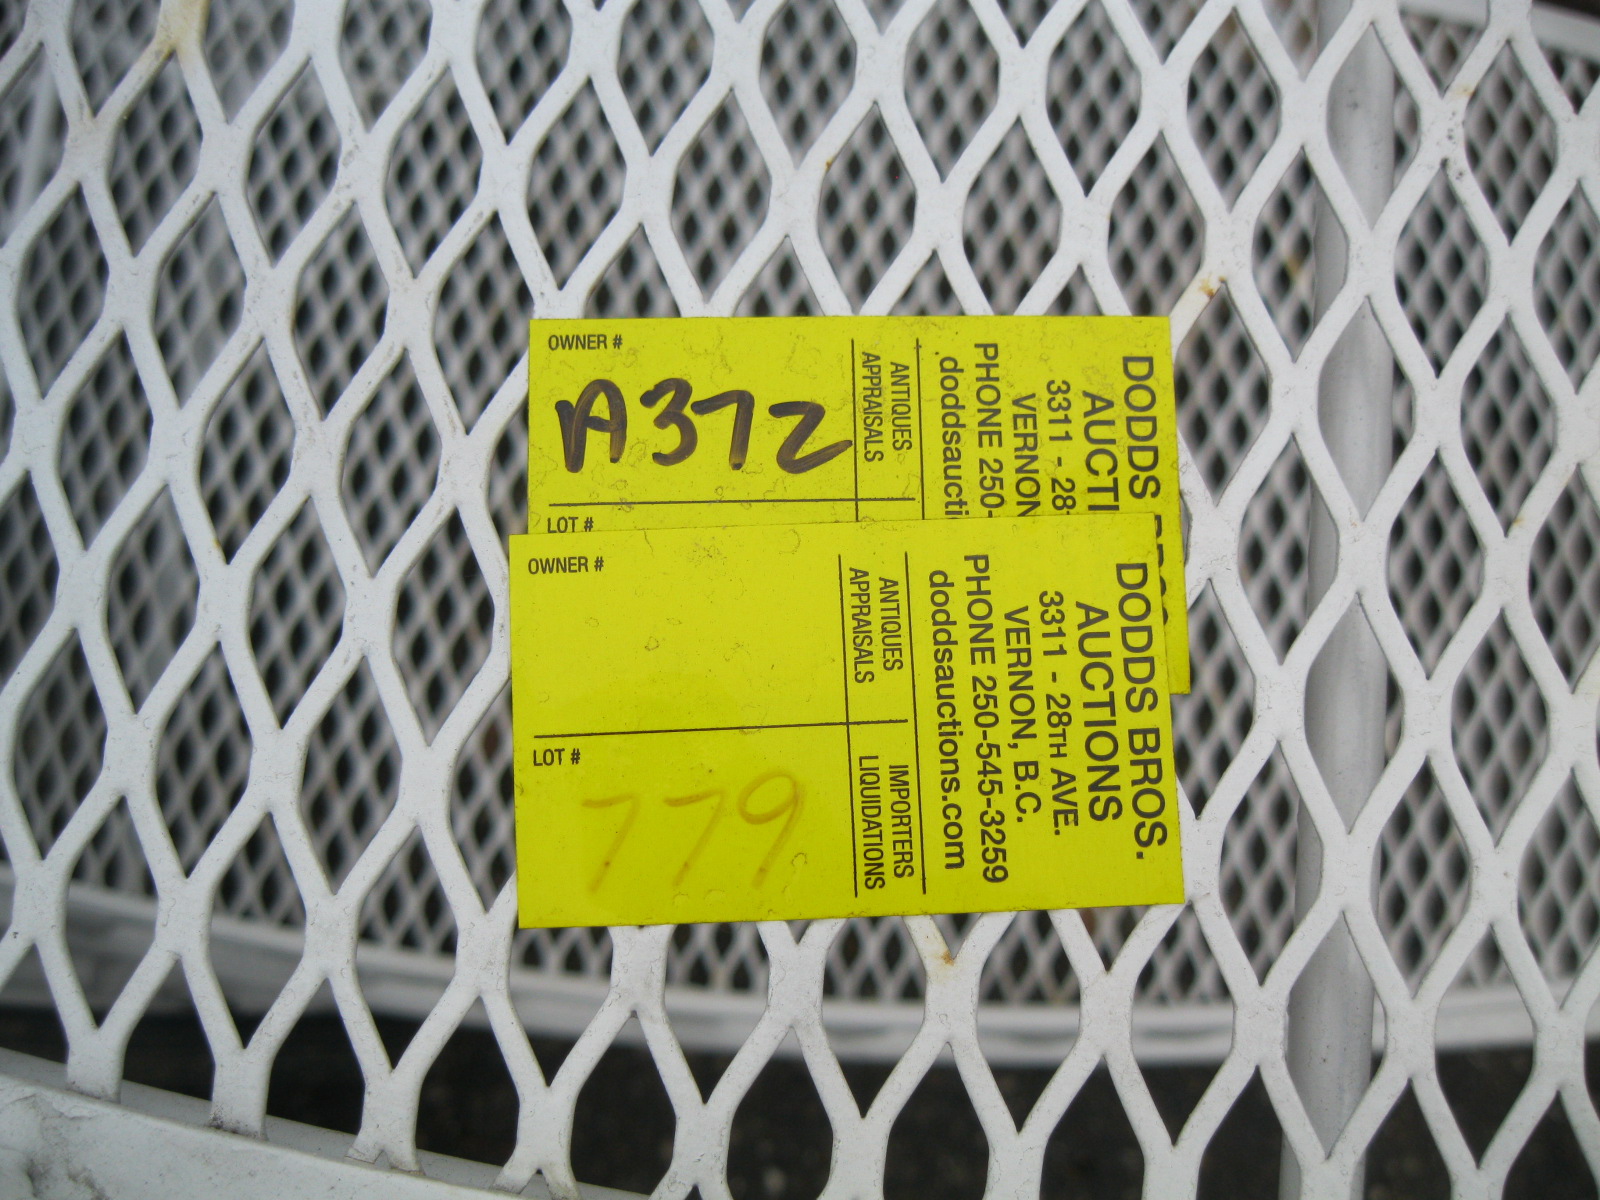 OWNER #
A372
LOT #
ANTIQUES
APPRAISALS
DODDS
AUCTI
3311 - 28
VERNON
PHONE 250-
doddsaucti
OWNER #
LOT #
779
ANTIQUES IMPORTERS
APPRAISALS LIQUIDATIONS
DODDS BROS.
AUCTIONS
3311 - 28TH AVE.
VERNON, B.C.
PHONE 250-545-3259
doddsauctions.com